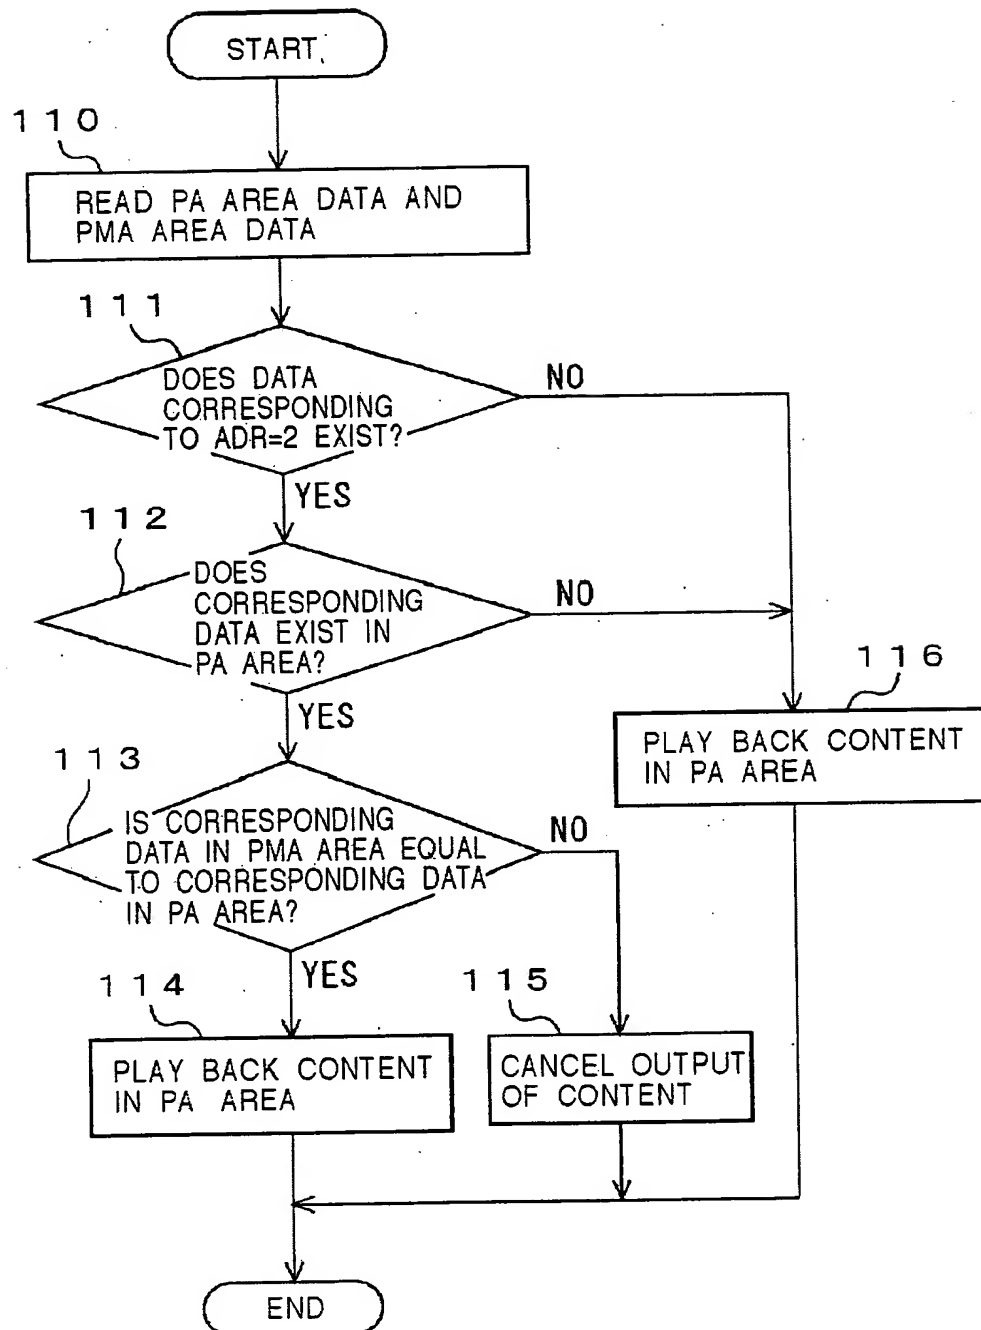 START
110
READ PA AREA DATA AND
PMA AREA DATA
111
DOES DATA
CORRESPONDING
TO ADR=2 EXIST?
NO
YES
112
DOES
CORRESPONDING
DATA EXIST IN
PA AREA?
NO
YES
116
PLAY BACK CONTENT
IN PA AREA
113
IS CORRESPONDING
DATA IN PMA AREA EQUAL
TO CORRESPONDING DATA
IN PA AREA?
NO
YES
114
PLAY BACK CONTENT
IN PA AREA
115
CANCEL OUTPUT
OF CONTENT
END